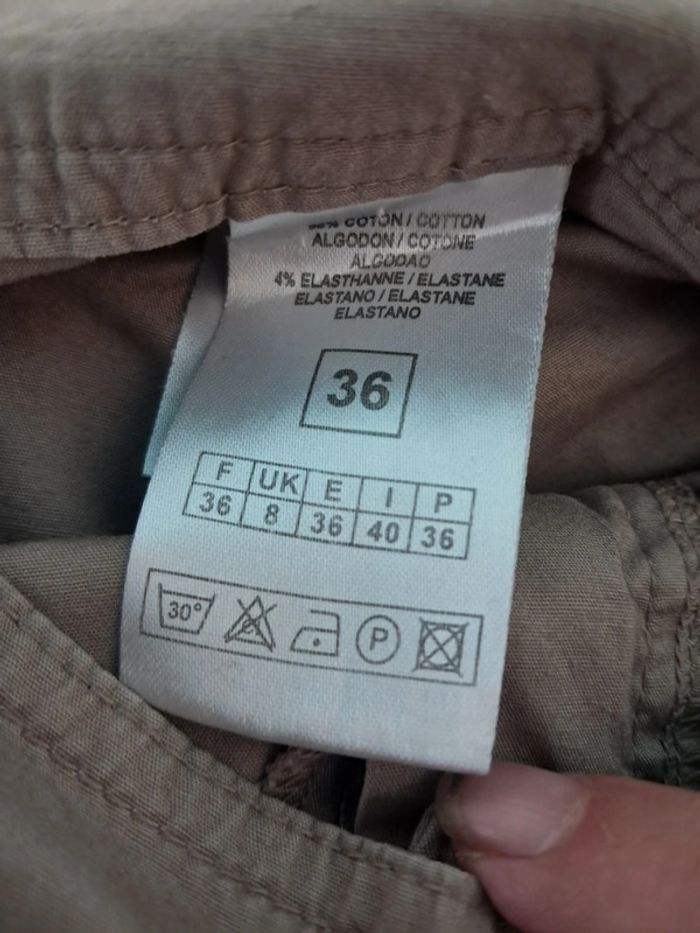 COTON / COTTON
ALGODON / COTONE
ALGODAO
4% ELASTHANNE / ELASTANE
ELASTANO / ELASTANE
ELASTANO
36
F UK E I P
36 8 36 40 36
30° P